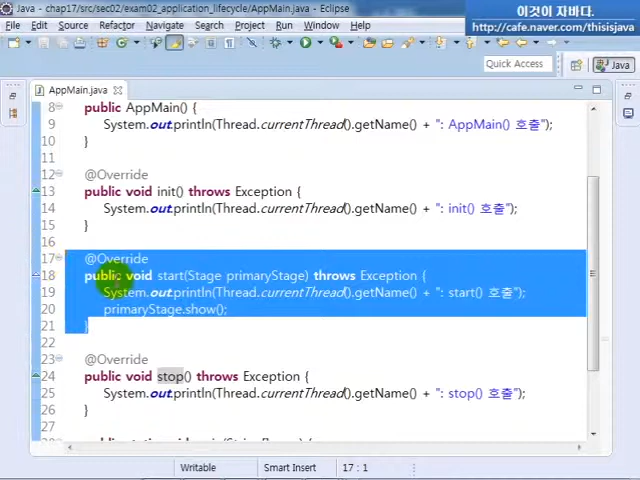 Java - chap17/src/sec02/exam02_application_lifecycle/AppMain.java - Eclipse
이것이 자바다.
http://cafe.naver.com/thisisjava
File Edit Source Refactor Navigate Search Project Run Window Help
Quick Access
Java
AppMain.java
8 public AppMain() {
9 System.out.println(Thread.currentThread().getName() + ": AppMain() 호출");
10 }
11
12 @Override
13 public void init() throws Exception {
14 System.out.println(Thread.currentThread().getName() + ": init() 호출");
15 }
16
17 @Override
18 public void start(Stage primaryStage) throws Exception {
19 System.out.println(Thread.currentThread().getName() + ": start() 호출");
20 primaryStage.show();
21 }
22
23 @Override
24 public void stop() throws Exception {
25 System.out.println(Thread.currentThread().getName() + ": stop() 호출");
26 }
27
Writable Smart Insert 17 : 1